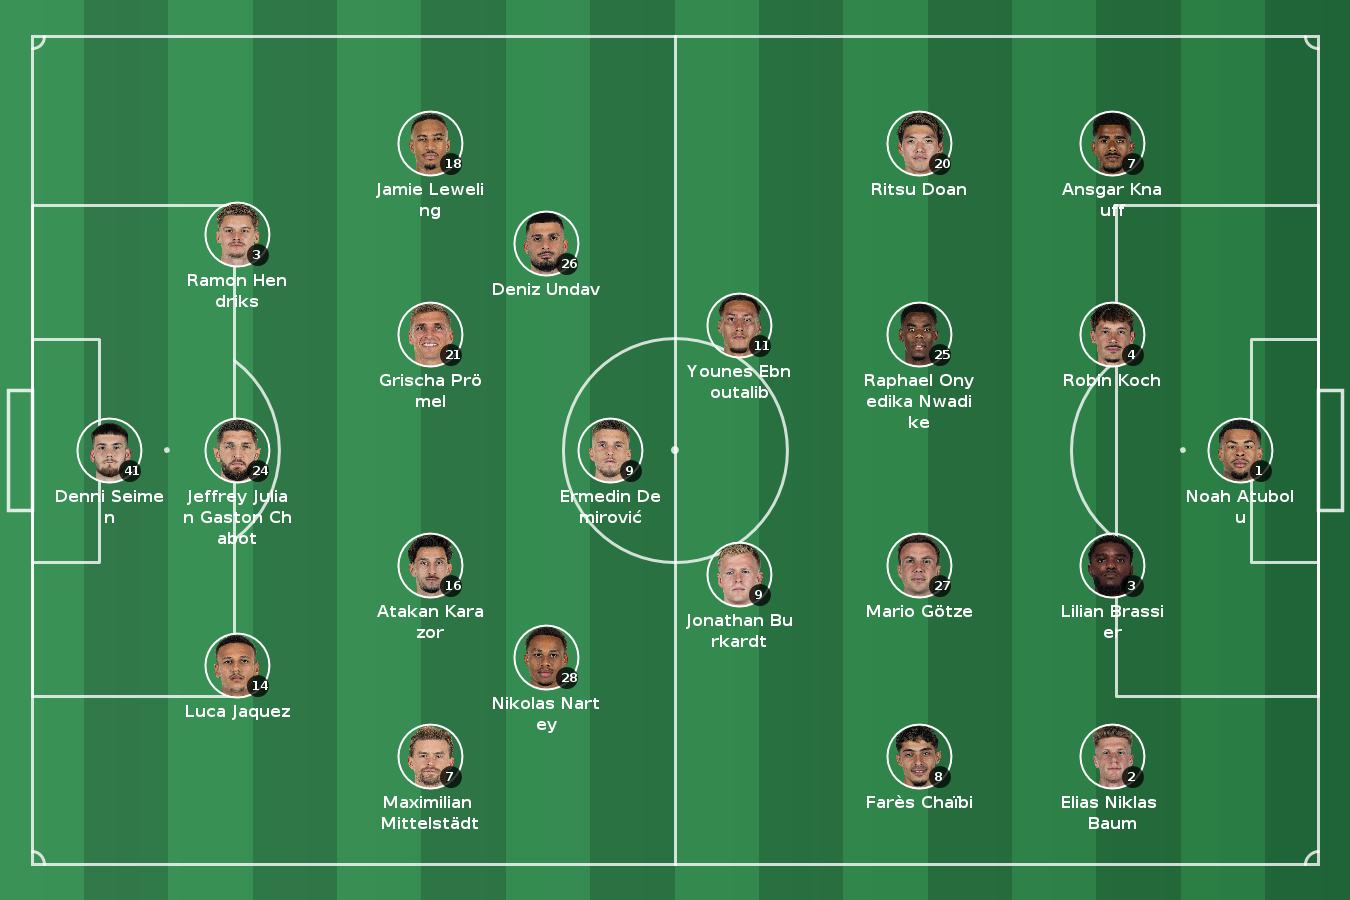 18
Jamie Leweli
ng
20
Ritsu Doan
7
Ansgar Kna
uff
3
Ramon Hen
driks
26
Deniz Undav
21
Grischa Prö
mel
11
Younes Ebn
outalib
25
Raphael Ony
edika Nwadi
ke
4
Robin Koch
41
Denni Seime
n
24
Jeffrey Julia
n Gaston Ch
abot
9
Ermedin De
mirović
1
Noah Atubol
u
16
Atakan Kara
zor
9
Jonathan Bu
rkardt
27
Mario Götze
3
Lilian Brassi
er
14
Luca Jaquez
28
Nikolas Nart
ey
7
Maximilian
Mittelstädt
8
Farès Chaïbi
2
Elias Niklas
Baum